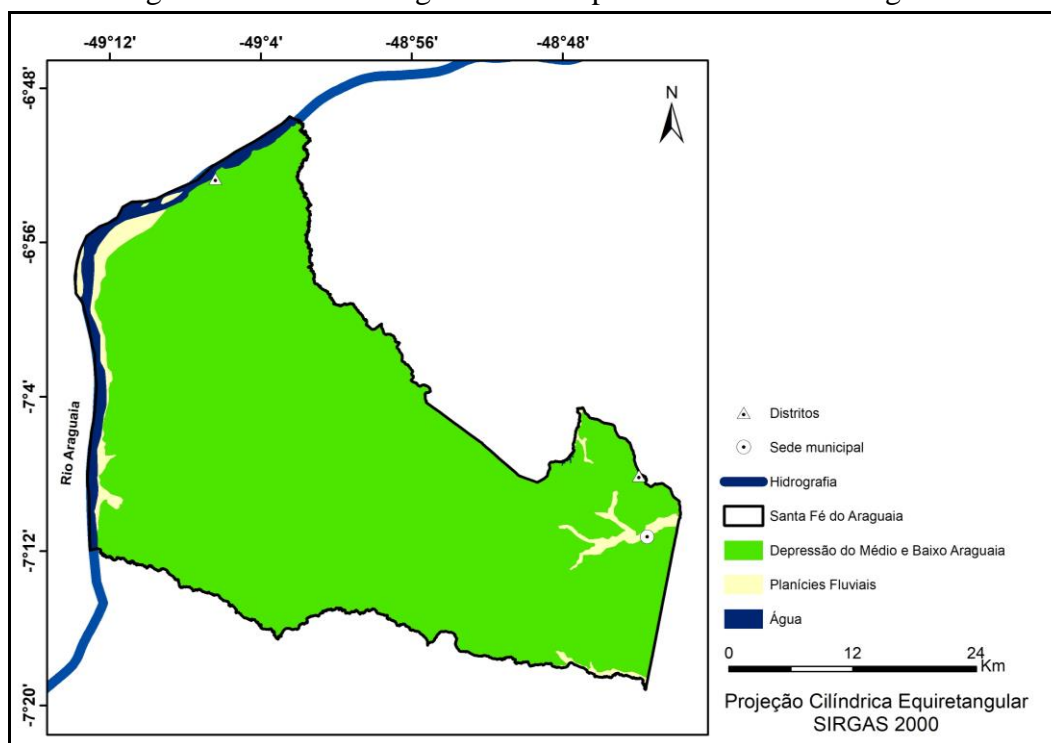 -49°12' -49°4' -48°56' -48°48'
-6°48'
-6°56'
-7°4'
-7°12'
-7°20'
N
Rio Araguaia
Distritos
Sede municipal
Hidrografia
Santa Fé do Araguaia
Depressão do Médio e Baixo Araguaia
Planícies Fluviais
Água
0 12 24
Km
Projeção Cilíndrica Equiretangular
SIRGAS 2000